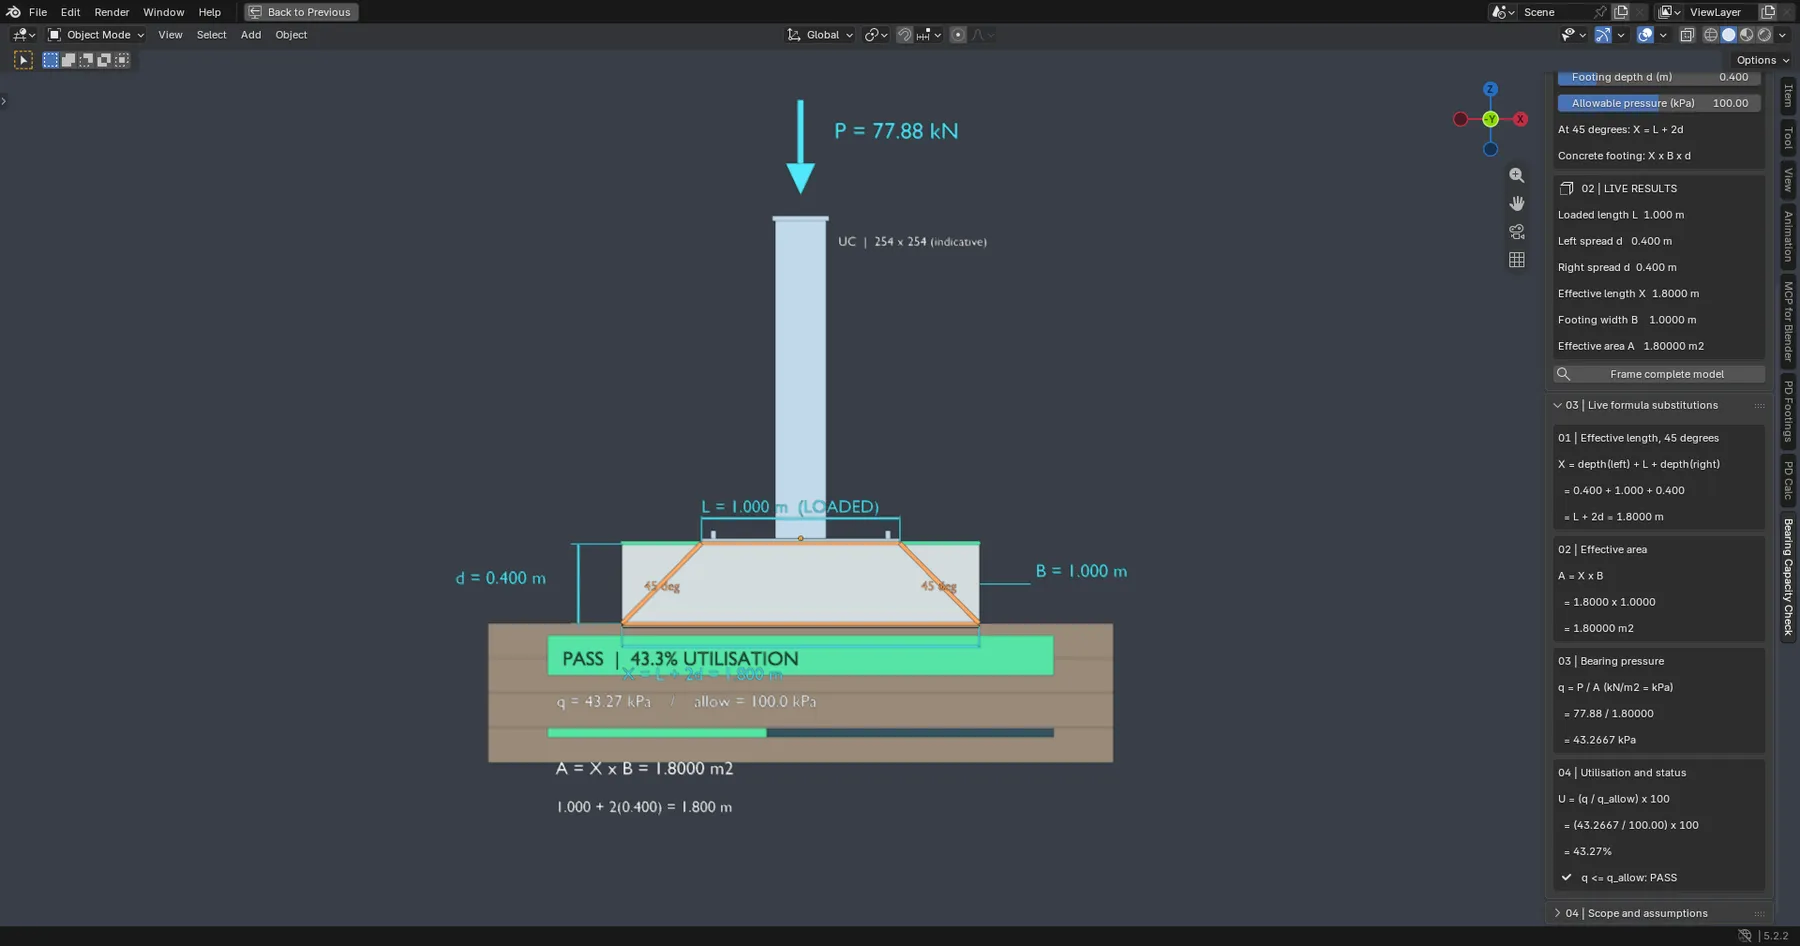 File Edit Render Window Help Back to Previous Scene ViewLayer
Object Mode View Select Add Object Global
Options
Footing depth d (m) 0.400
Allowable pressure (kPa) 100.00
At 45 degrees: X = L + 2d
Concrete footing: X x B x d
02 | LIVE RESULTS
Loaded length L 1.000 m
Left spread d 0.400 m
Right spread d 0.400 m
Effective length X 1.8000 m
Footing width B 1.0000 m
Effective area A 1.80000 m2
Frame complete model
03 | Live formula substitutions
01 | Effective length, 45 degrees
X = depth(left) + L + depth(right)
= 0.400 + 1.000 + 0.400
= L + 2d = 1.8000 m
02 | Effective area
A = X x B
= 1.8000 x 1.0000
= 1.80000 m2
03 | Bearing pressure
q = P / A (kN/m2 = kPa)
= 77.88 / 1.80000
= 43.2667 kPa
04 | Utilisation and status
U = (q / q_allow) x 100
= (43.2667 / 100.00) x 100
= 43.27%
q <= q_allow: PASS
04 | Scope and assumptions
Item
Tool
View
Animation
MCP for Blender
PD Footings
PD Calc
Bearing Capacity Check
Z
-Y
X
P = 77.88 kN
UC | 254 x 254 (indicative)
L = 1.000 m (LOADED)
d = 0.400 m
45 deg
45 deg
B = 1.000 m
PASS | 43.3% UTILISATION
X = L + 2d = 1.800 m
q = 43.27 kPa / allow = 100.0 kPa
A = X x B = 1.8000 m2
1.000 + 2(0.400) = 1.800 m
5.2.2